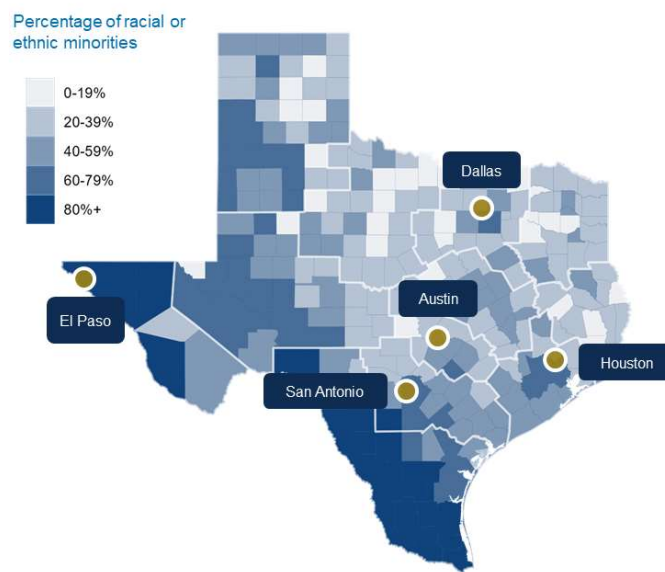 Percentage of racial or
ethnic minorities
0-19%
20-39%
40-59%
60-79%
80%+
Dallas
El Paso
Austin
Houston
San Antonio